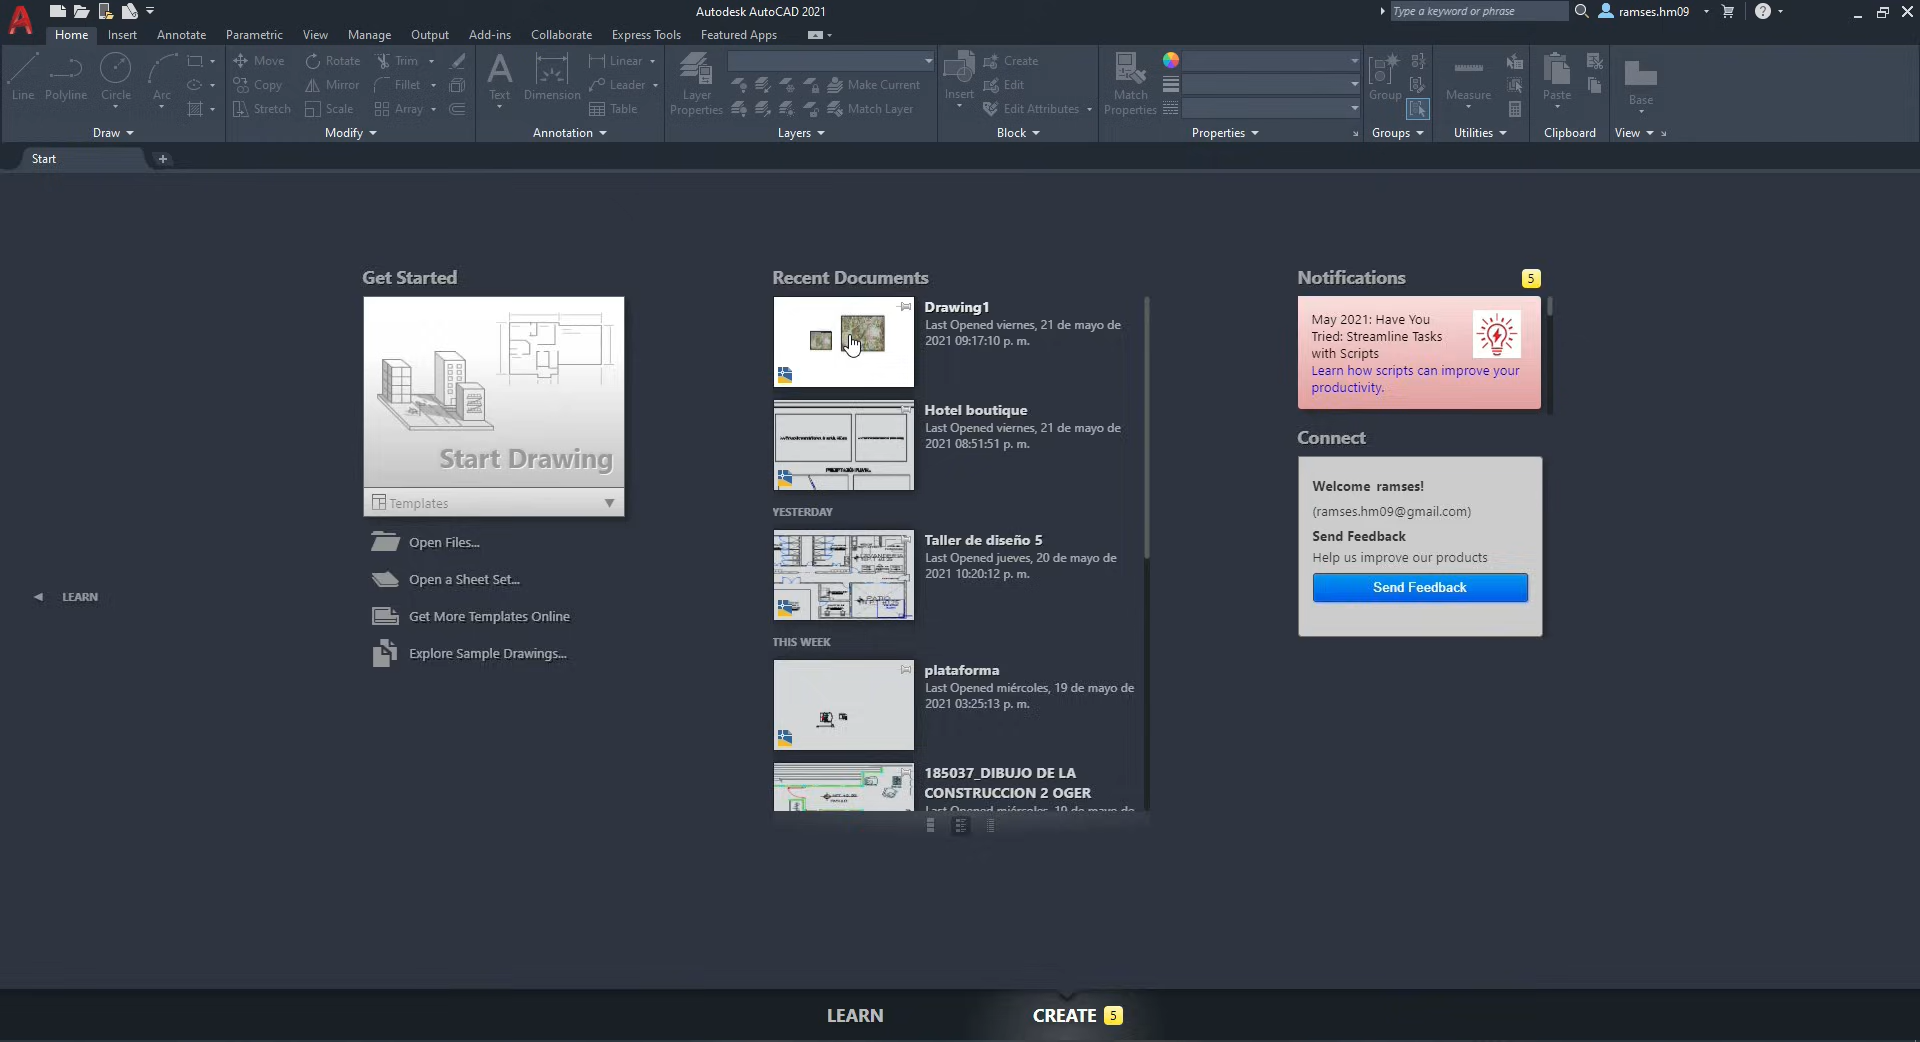 Autodesk AutoCAD 2021
Type a keyword or phrase
ramses.hm09
Home
Insert
Annotate
Parametric
View
Manage
Output
Add-ins
Collaborate
Express Tools
Featured Apps
Line
Polyline
Circle
Arc
Draw
Move
Rotate
Trim
Copy
Mirror
Fillet
Stretch
Scale
Array
Modify
Text
Dimension
Linear
Leader
Table
Annotation
Layer
Properties
Make Current
Match Layer
Layers
Insert
Create
Edit
Edit Attributes
Block
Match
Properties
Properties
Group
Groups
Measure
Utilities
Paste
Clipboard
Base
View
Start
Get Started
Start Drawing
Templates
Open Files...
Open a Sheet Set...
Get More Templates Online
Explore Sample Drawings...
LEARN
Recent Documents
Drawing1
Last Opened viernes, 21 de mayo de
2021 09:17:10 p. m.
Hotel boutique
Last Opened viernes, 21 de mayo de
2021 08:51:51 p. m.
YESTERDAY
Taller de diseño 5
Last Opened jueves, 20 de mayo de
2021 10:20:12 p. m.
THIS WEEK
plataforma
Last Opened miércoles, 19 de mayo de
2021 03:25:13 p. m.
185037_DIBUJO DE LA
CONSTRUCCION 2 OGER
Last Opened miércoles, 19 de mayo de
Notifications
5
May 2021: Have You
Tried: Streamline Tasks
with Scripts
Learn how scripts can improve your
productivity.
Connect
Welcome ramses!
(ramses.hm09@gmail.com)
Send Feedback
Help us improve our products
Send Feedback
LEARN
CREATE 5